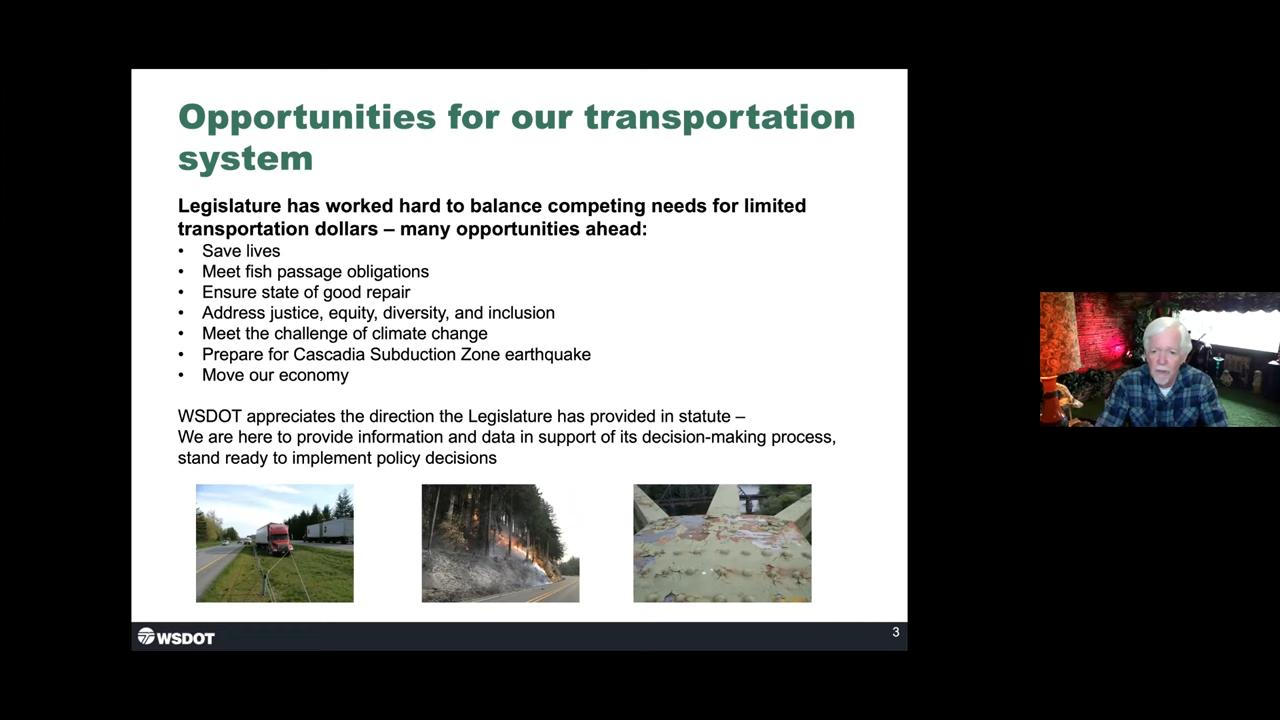 Opportunities for our transportation
system
Legislature has worked hard to balance competing needs for limited
transportation dollars – many opportunities ahead:
• Save lives
• Meet fish passage obligations
• Ensure state of good repair
• Address justice, equity, diversity, and inclusion
• Meet the challenge of climate change
• Prepare for Cascadia Subduction Zone earthquake
• Move our economy
WSDOT appreciates the direction the Legislature has provided in statute –
We are here to provide information and data in support of its decision-making process,
stand ready to implement policy decisions
WSDOT
3